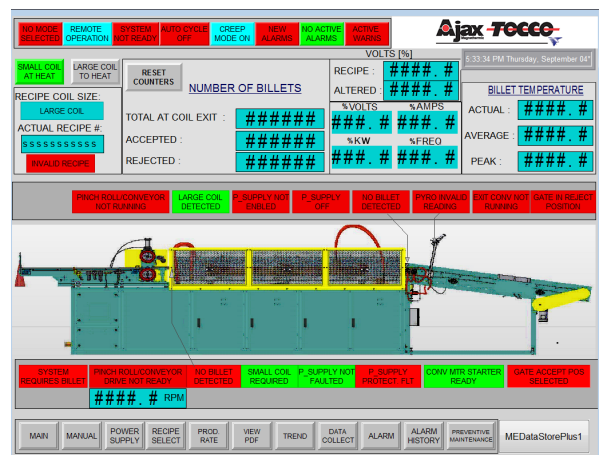 NO MODE SELECTED
REMOTE OPERATION
SYSTEM NOT READY
AUTO CYCLE OFF
CREEP MODE ON
NEW ALARMS
NO ACTIVE ALARMS
ACTIVE WARNS
Ajax TOCCO
SMALL COIL AT HEAT
LARGE COIL TO HEAT
RECIPE COIL SIZE:
LARGE COIL
ACTUAL RECIPE #:
sssssssssss
INVALID RECIPE
RESET COUNTERS
NUMBER OF BILLETS
TOTAL AT COIL EXIT : ######
ACCEPTED : ######
REJECTED : ######
VOLTS [%]
RECIPE : ####.#
ALTERED : ####.#
%VOLTS %AMPS
###.# ###.#
%KW %FREQ
###.# ###.#
5:33:34 PM Thursday, September 04"
BILLET TEMPERATURE
ACTUAL : ####.#
AVERAGE : ####.#
PEAK : ####.#
PINCH ROLL/CONVEYOR NOT RUNNING
LARGE COIL DETECTED
P_SUPPLY NOT ENBLED
P_SUPPLY OFF
NO BILLET DETECTED
PYRO INVALID READING
EXIT CONV NOT RUNNING
GATE IN REJECT POSITION
SYSTEM REQUIRES BILLET
PINCH ROLL/CONVEYOR DRIVE NOT READY
NO BILLET DETECTED
SMALL COIL REQUIRED
P_SUPPLY NOT FAULTED
P_SUPPLY PROTECT_FLT
CONV MTR STARTER READY
GATE ACCEPT POS SELECTED
####.# RPM
MAIN
MANUAL
POWER SUPPLY
RECIPE SELECT
PROD. RATE
VIEW PDF
TREND
DATA COLLECT
ALARM
ALARM HISTORY
PREVENTIVE MAINTENANCE
MEDataStorePlus1